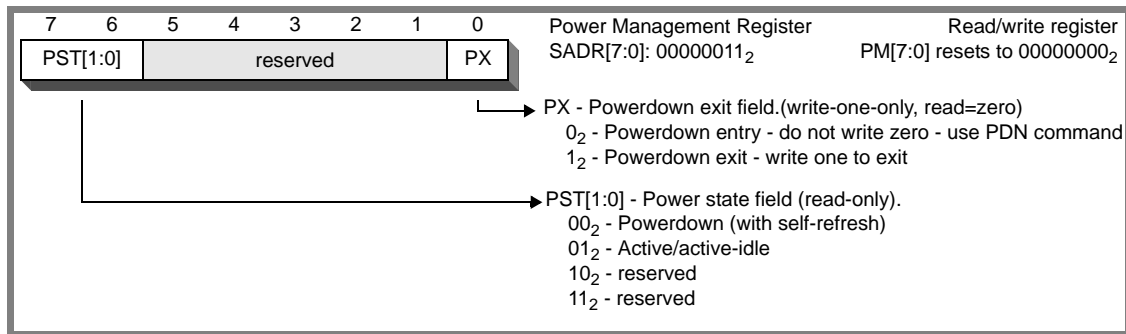 7 6 5 4 3 2 1 0
PST[1:0] reserved PX
Power Management Register Read/write register
SADR[7:0]: 00000011₂ PM[7:0] resets to 00000000₂
PX - Powerdown exit field.(write-one-only, read=zero)
0₂ - Powerdown entry - do not write zero - use PDN command
1₂ - Powerdown exit - write one to exit
PST[1:0] - Power state field (read-only).
00₂ - Powerdown (with self-refresh)
01₂ - Active/active-idle
10₂ - reserved
11₂ - reserved